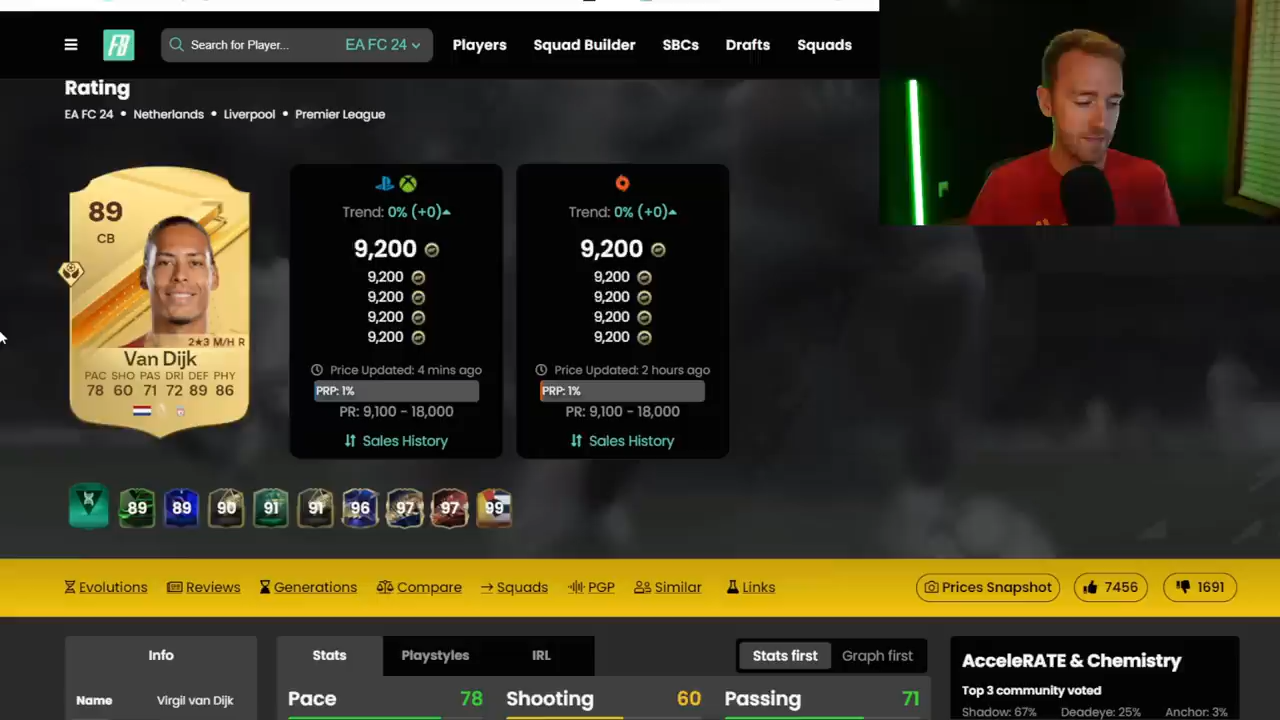 FB
Search for Player...
EA FC 24
Players
Squad Builder
SBCs
Drafts
Squads
Rating
EA FC 24 • Netherlands • Liverpool • Premier League
89
CB
2★3 M/H R
Van Dijk
PAC SHO PAS DRI DEF PHY
78 60 71 72 89 86
Trend: 0% (+0)
9,200
9,200
9,200
9,200
9,200
Price Updated: 4 mins ago
PRP: 1%
PR: 9,100 - 18,000
Sales History
Trend: 0% (+0)
9,200
9,200
9,200
9,200
9,200
Price Updated: 2 hours ago
PRP: 1%
PR: 9,100 - 18,000
Sales History
89 89 90 91 91 96 97 97 99
Evolutions
Reviews
Generations
Compare
Squads
PGP
Similar
Links
Prices Snapshot
7456
1691
Info
Name
Virgil van Dijk
Stats
Playstyles
IRL
Stats first
Graph first
Pace 78
Shooting 60
Passing 71
AcceleRATE & Chemistry
Top 3 community voted
Shadow: 67%
Deadeye: 25%
Anchor: 3%